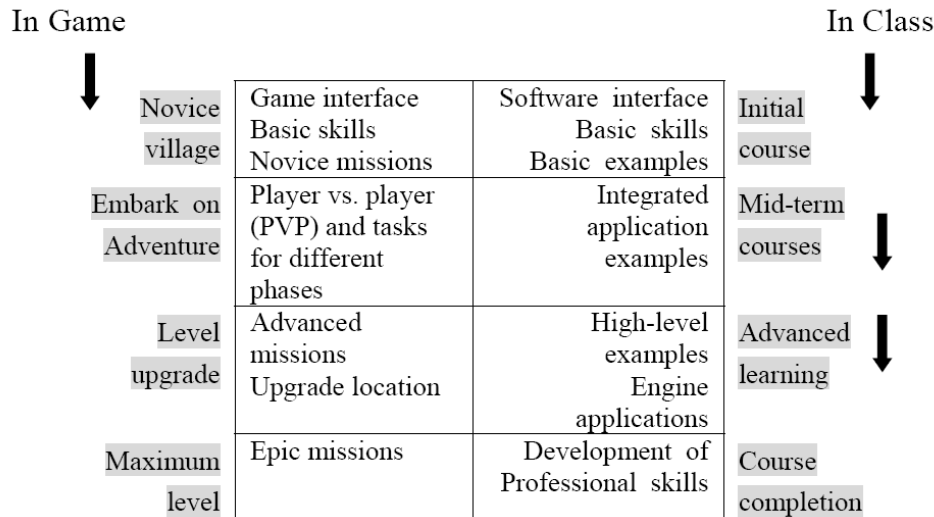 In Game
In Class
Novice
village
Game interface
Basic skills
Novice missions
Software interface
Basic skills
Basic examples
Initial
course
Embark on
Adventure
Player vs. player
(PVP) and tasks
for different
phases
Integrated
application
examples
Mid-term
courses
Level
upgrade
Advanced
missions
Upgrade location
High-level
examples
Engine
applications
Advanced
learning
Maximum
level
Epic missions
Development of
Professional skills
Course
completion